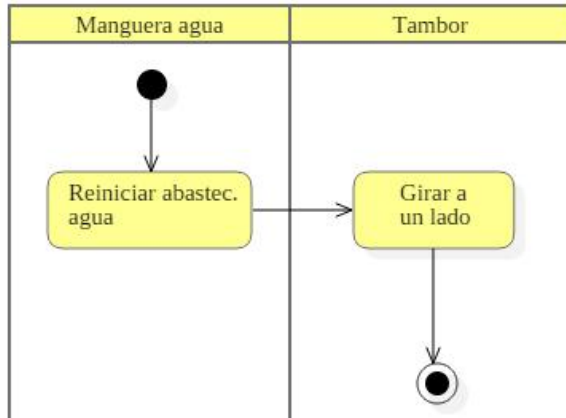 Manguera agua
Tambor
Reiniciar abastec.
agua
Girar a
un lado